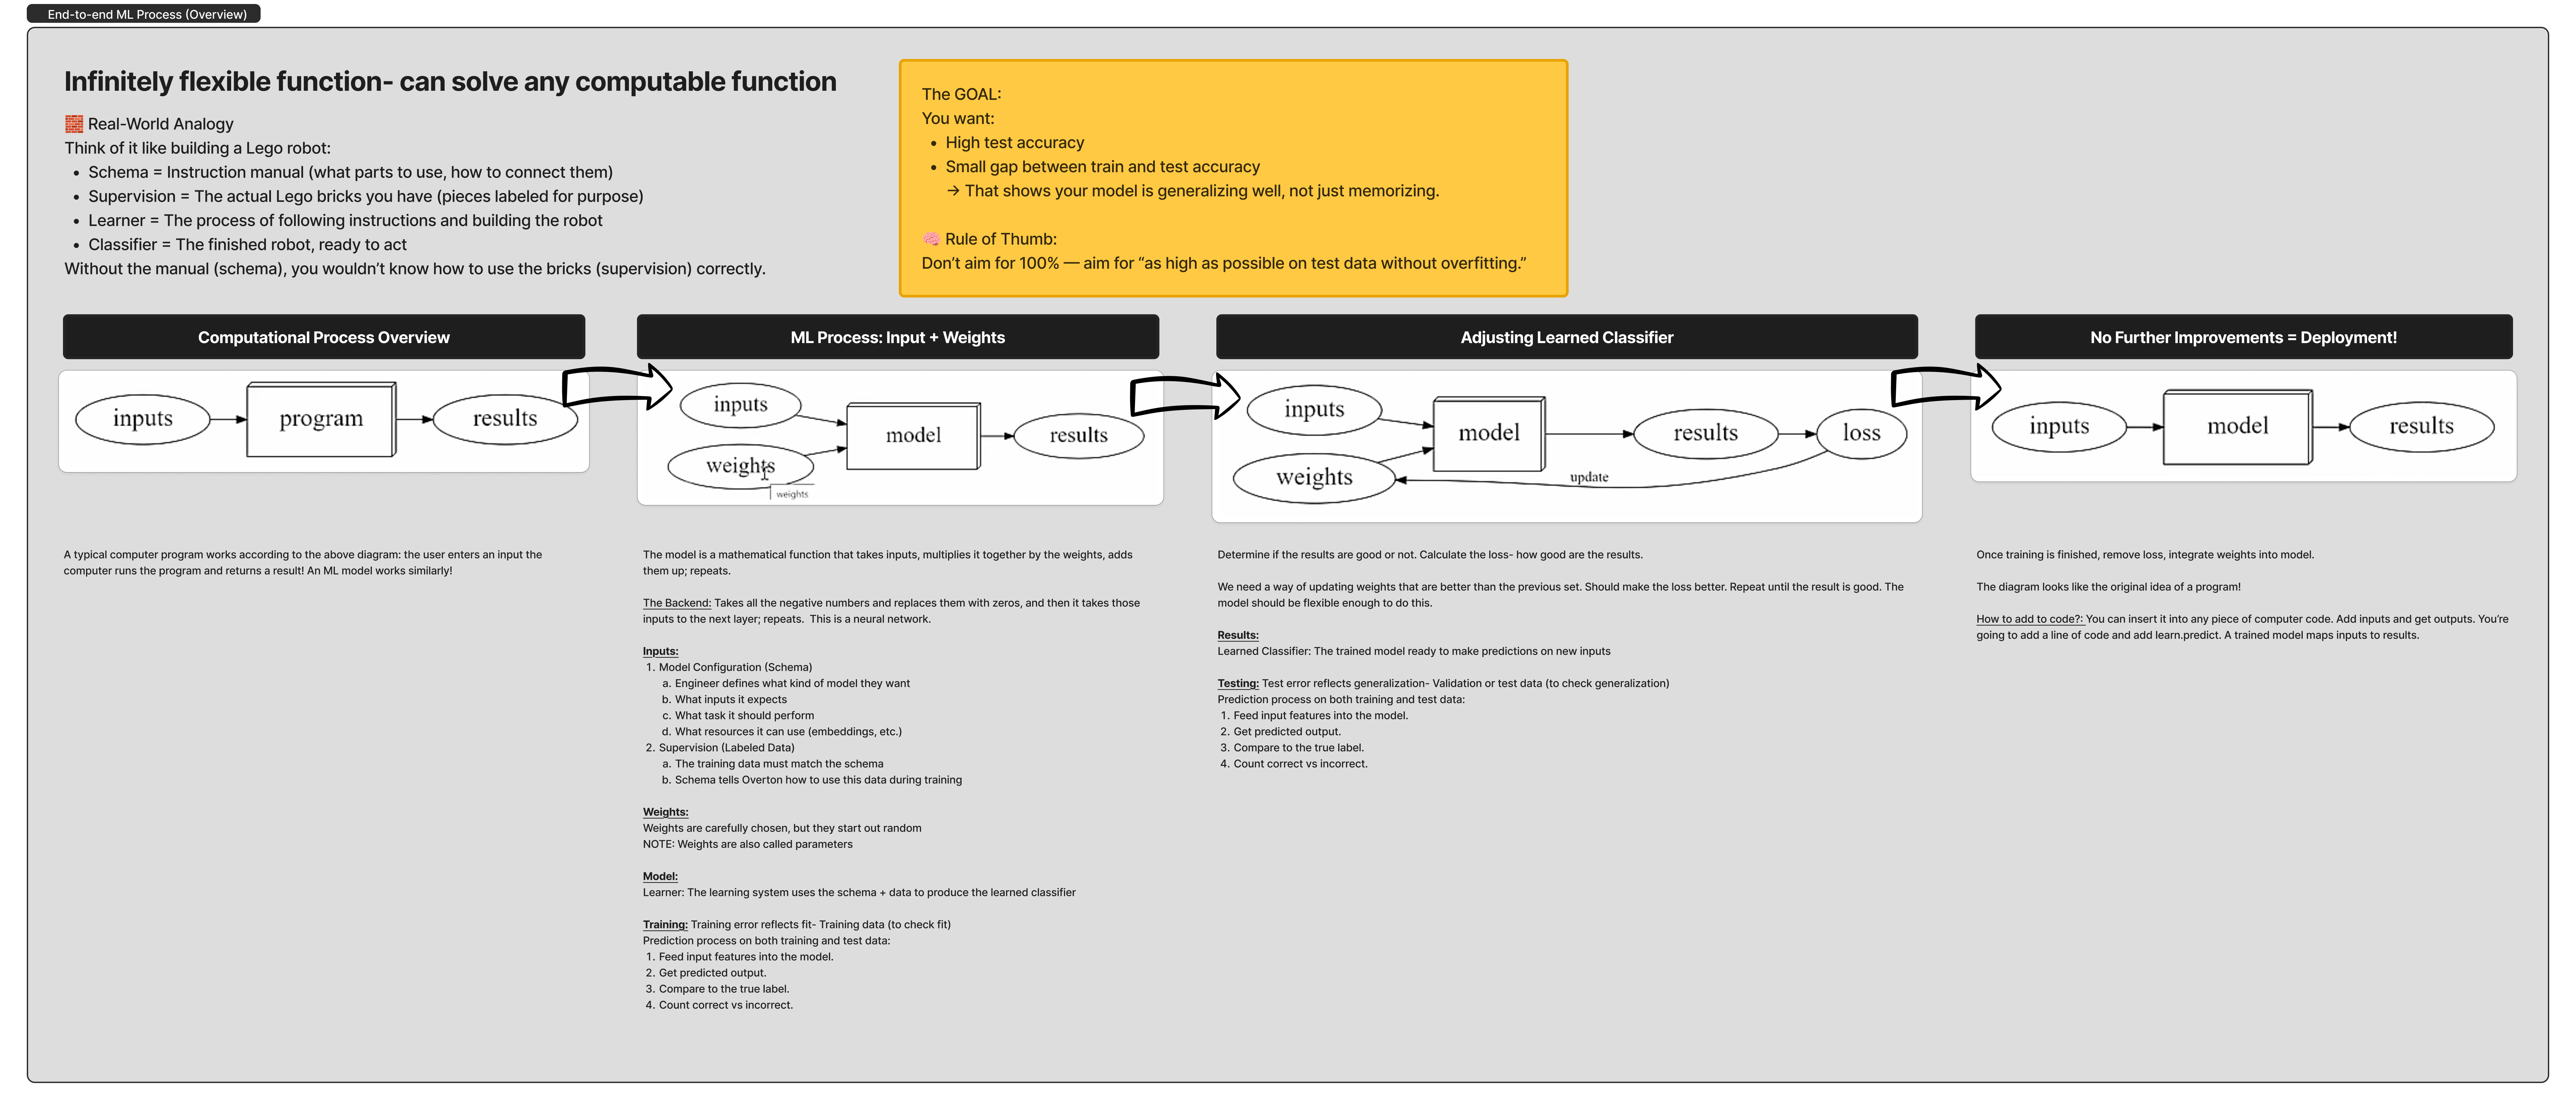 End-to-end ML Process (Overview)
Infinitely flexible function- can solve any computable function
🧱 Real-World Analogy
Think of it like building a Lego robot:
• Schema = Instruction manual (what parts to use, how to connect them)
• Supervision = The actual Lego bricks you have (pieces labeled for purpose)
• Learner = The process of following instructions and building the robot
• Classifier = The finished robot, ready to act
Without the manual (schema), you wouldn’t know how to use the bricks (supervision) correctly.
The GOAL:
You want:
• High test accuracy
• Small gap between train and test accuracy
→ That shows your model is generalizing well, not just memorizing.
🧠 Rule of Thumb:
Don’t aim for 100% — aim for “as high as possible on test data without overfitting.”
Computational Process Overview
inputs
program
results
A typical computer program works according to the above diagram: the user enters an input the
computer runs the program and returns a result! An ML model works similarly!
ML Process: Input + Weights
inputs
weights
weights
model
results
The model is a mathematical function that takes inputs, multiplies it together by the weights, adds
them up; repeats.
The Backend: Takes all the negative numbers and replaces them with zeros, and then it takes those
inputs to the next layer; repeats.  This is a neural network.
Inputs:
1. Model Configuration (Schema)
a. Engineer defines what kind of model they want
b. What inputs it expects
c. What task it should perform
d. What resources it can use (embeddings, etc.)
2. Supervision (Labeled Data)
a. The training data must match the schema
b. Schema tells Overton how to use this data during training
Weights:
Weights are carefully chosen, but they start out random
NOTE: Weights are also called parameters
Model:
Learner: The learning system uses the schema + data to produce the learned classifier
Training: Training error reflects fit- Training data (to check fit)
Prediction process on both training and test data:
1. Feed input features into the model.
2. Get predicted output.
3. Compare to the true label.
4. Count correct vs incorrect.
Adjusting Learned Classifier
inputs
weights
model
results
loss
update
Determine if the results are good or not. Calculate the loss- how good are the results.
We need a way of updating weights that are better than the previous set. Should make the loss better. Repeat until the result is good. The
model should be flexible enough to do this.
Results:
Learned Classifier: The trained model ready to make predictions on new inputs
Testing: Test error reflects generalization- Validation or test data (to check generalization)
Prediction process on both training and test data:
1. Feed input features into the model.
2. Get predicted output.
3. Compare to the true label.
4. Count correct vs incorrect.
No Further Improvements = Deployment!
inputs
model
results
Once training is finished, remove loss, integrate weights into model.
The diagram looks like the original idea of a program!
How to add to code?: You can insert it into any piece of computer code. Add inputs and get outputs. You’re
going to add a line of code and add learn.predict. A trained model maps inputs to results.